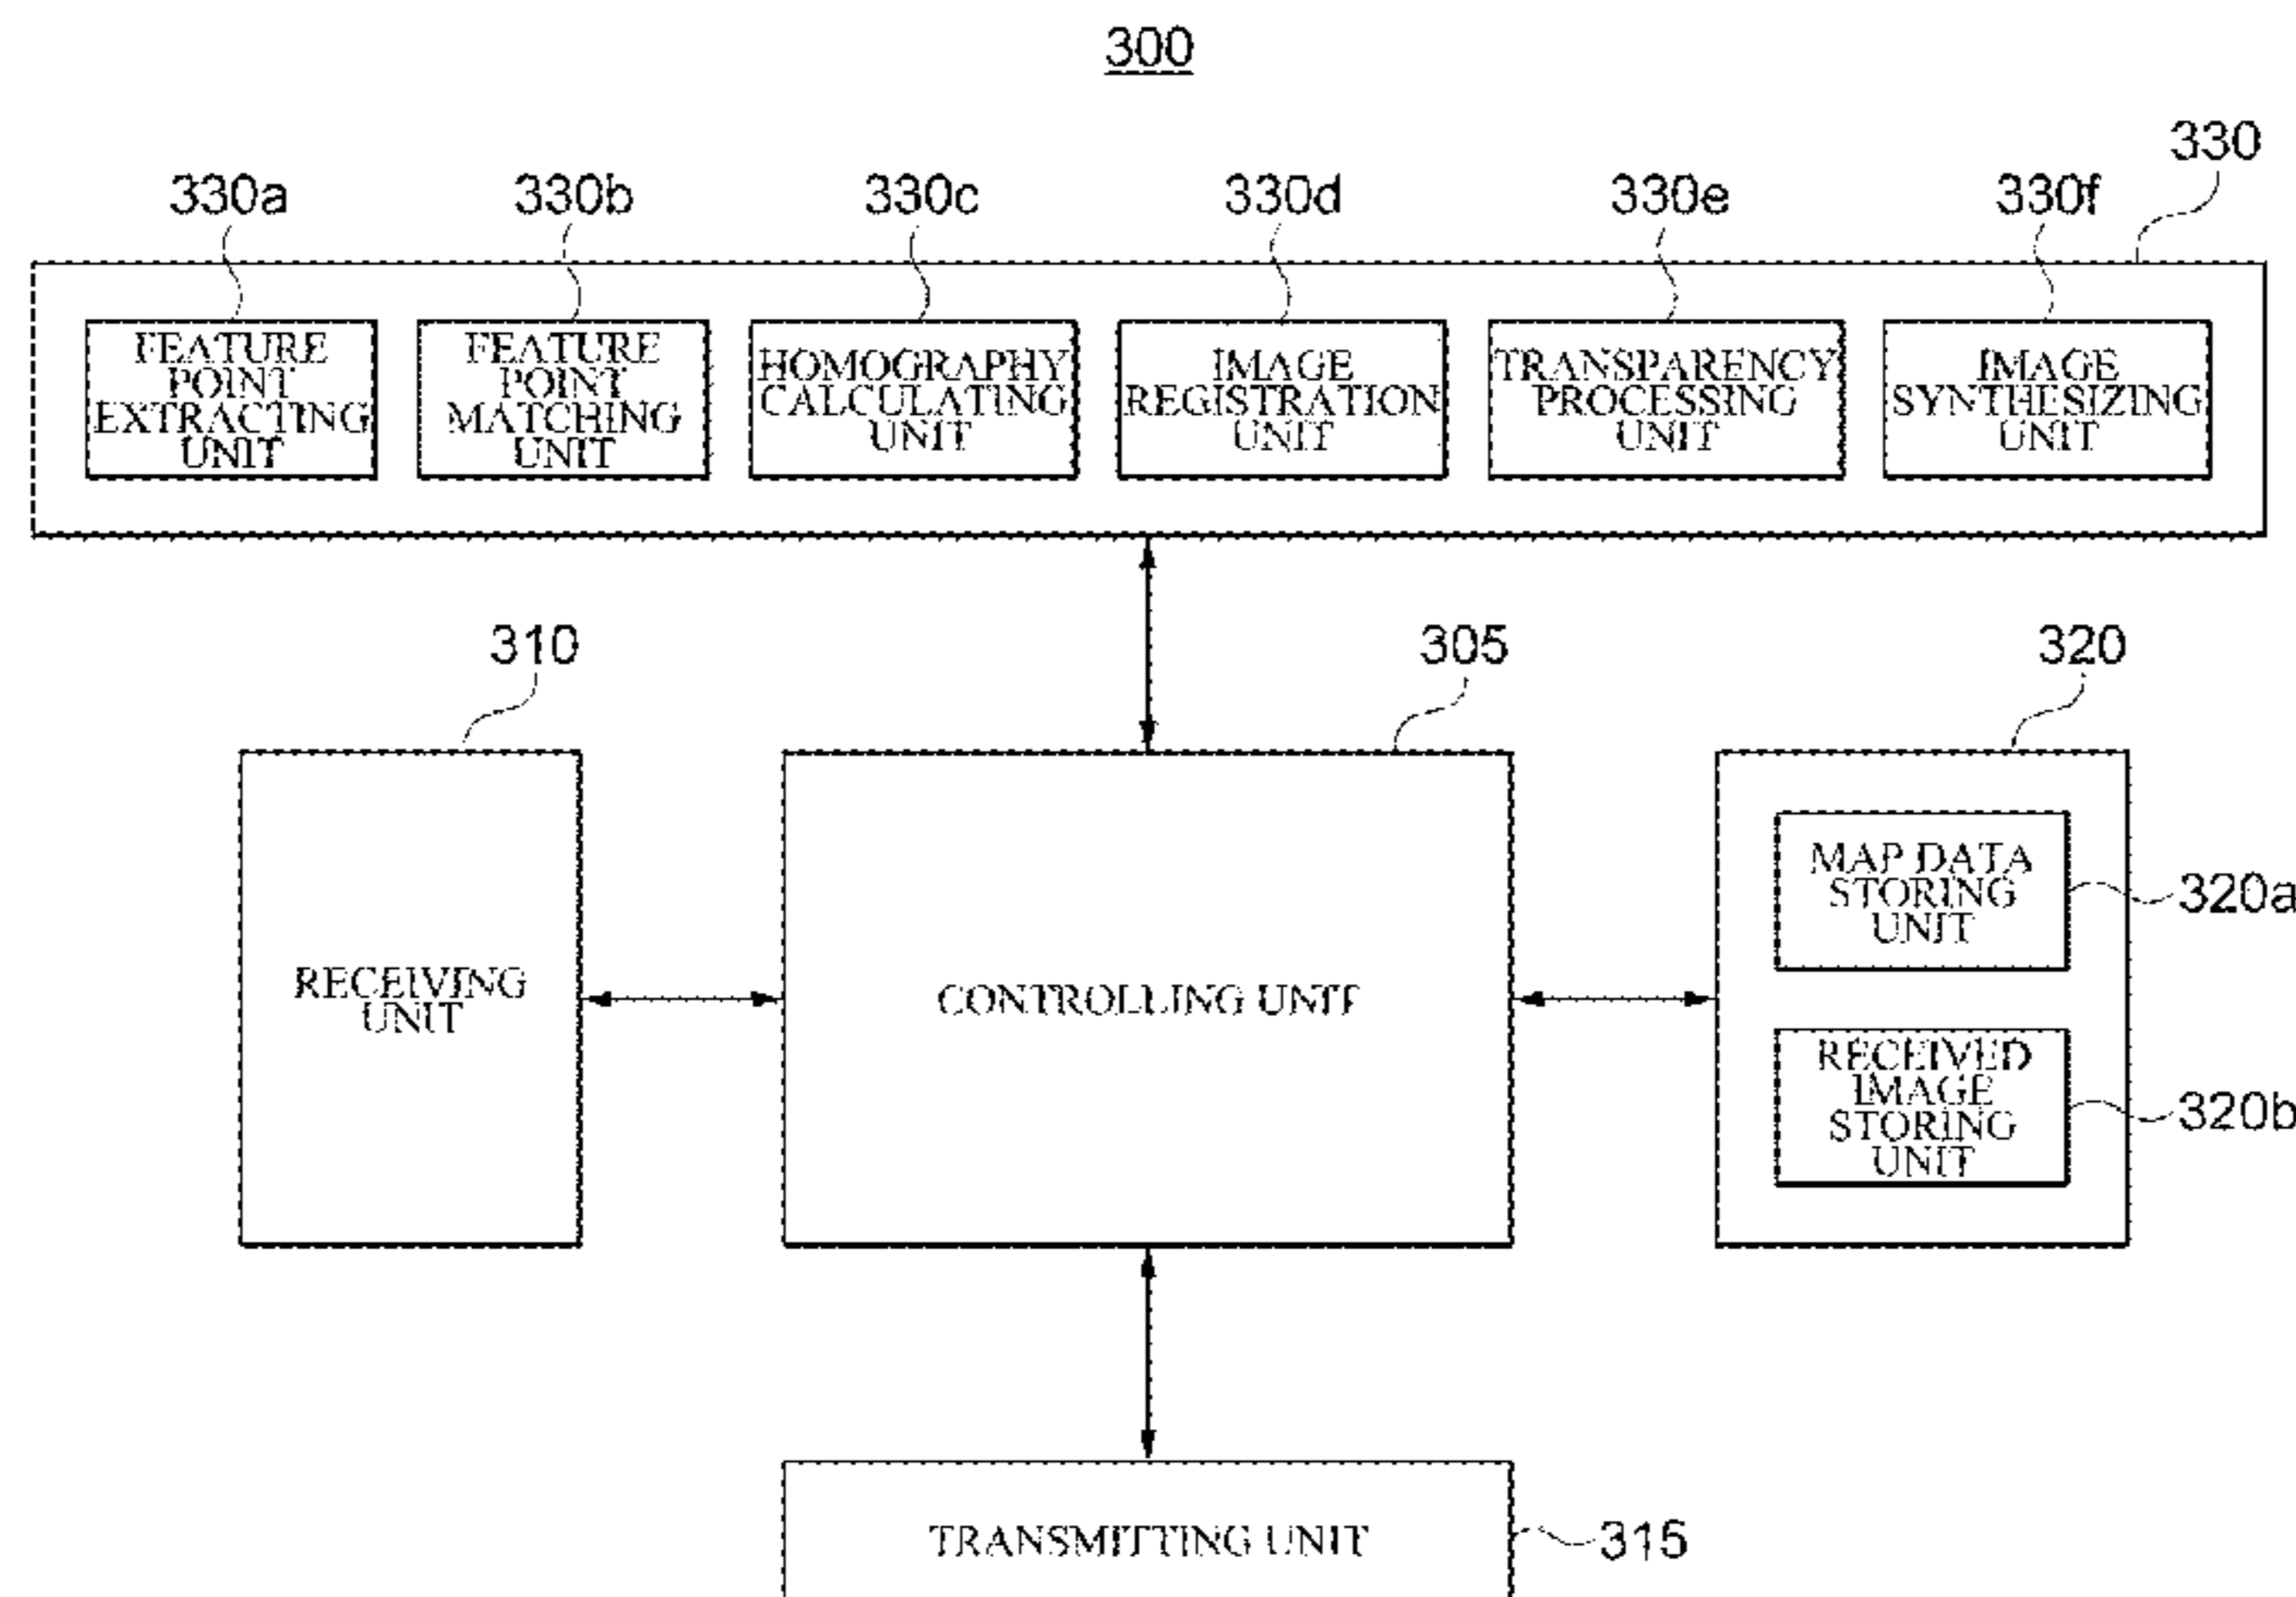 300
330
330a
330b
330c
330d
330e
330f
FEATURE
POINT
EXTRACTING
UNIT
FEATURE
POINT
MATCHING
UNIT
HOMOGRAPHY
CALCULATING
UNIT
IMAGE
REGISTRATION
UNIT
TRANSPARENCY
PROCESSING
UNIT
IMAGE
SYNTHESIZING
UNIT
310
305
320
RECEIVING
UNIT
CONTROLLING UNIT
MAP DATA
STORING
UNIT
320a
RECEIVED
IMAGE
STORING
UNIT
320b
TRANSMITTING UNIT
315